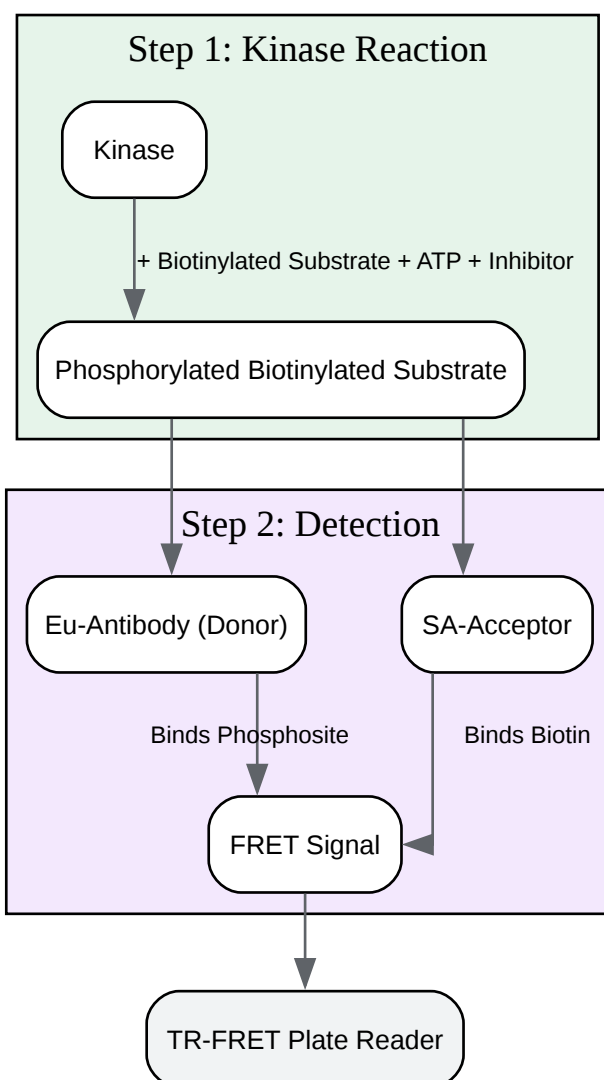 Step 1: Kinase Reaction
Kinase
+ Biotinylated Substrate + ATP + Inhibitor
Phosphorylated Biotinylated Substrate
Step 2: Detection
Eu-Antibody (Donor)
SA-Acceptor
Binds Phosphosite
Binds Biotin
FRET Signal
TR-FRET Plate Reader